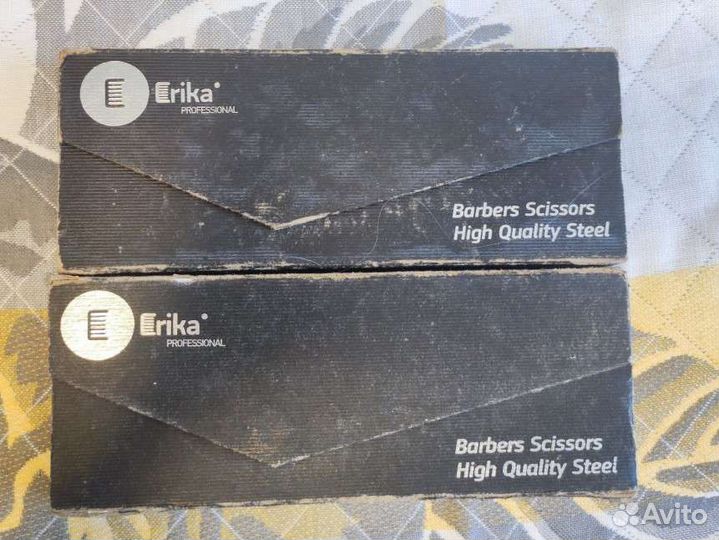 E Erika®
PROFESSIONAL
Barbers Scissors
High Quality Steel
E Erika®
PROFESSIONAL
Barbers Scissors
High Quality Steel
Avito